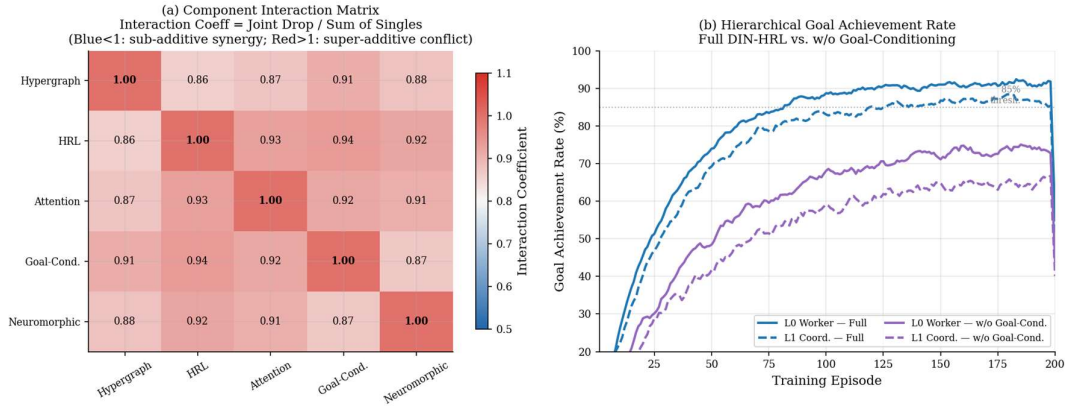 (a) Component Interaction Matrix
Interaction Coeff = Joint Drop / Sum of Singles
(Blue<1: sub-additive synergy; Red>1: super-additive conflict)
Hypergraph
1.00 0.86 0.87 0.91 0.88
HRL
0.86 1.00 0.93 0.94 0.92
Attention
0.87 0.93 1.00 0.92 0.91
Goal-Cond.
0.91 0.94 0.92 1.00 0.87
Neuromorphic
0.88 0.92 0.91 0.87 1.00
Hypergraph HRL Attention Goal-Cond. Neuromorphic
1.1
1.0
0.9
0.8
0.7
0.6
0.5
Interaction Coefficient
(b) Hierarchical Goal Achievement Rate
Full DIN-HRL vs. w/o Goal-Conditioning
Goal Achievement Rate (%)
100
90
80
70
60
50
40
30
20
85%
thresh.
L0 Worker — Full
L1 Coord. — Full
L0 Worker — w/o Goal-Cond.
L1 Coord. — w/o Goal-Cond.
25 50 75 100 125 150 175 200
Training Episode